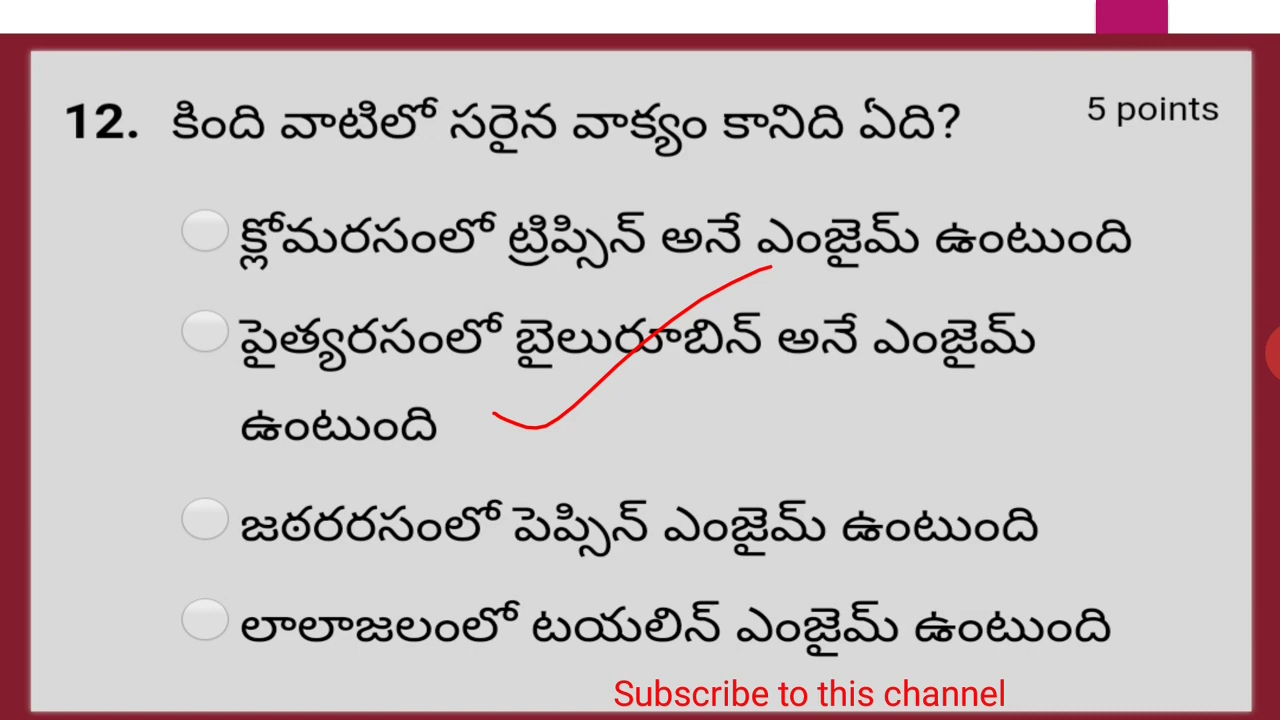 12. కింది వాటిలో సరైన వాక్యం కానిది ఏది? 5 points
క్లోమరసంలో ట్రిప్సిన్ అనే ఎంజైమ్ ఉంటుంది
పైత్యరసంలో బైలురూబిన్ అనే ఎంజైమ్
ఉంటుంది
జఠరరసంలో పెప్సిన్ ఎంజైమ్ ఉంటుంది
లాలాజలంలో టయలిన్ ఎంజైమ్ ఉంటుంది
Subscribe to this channel